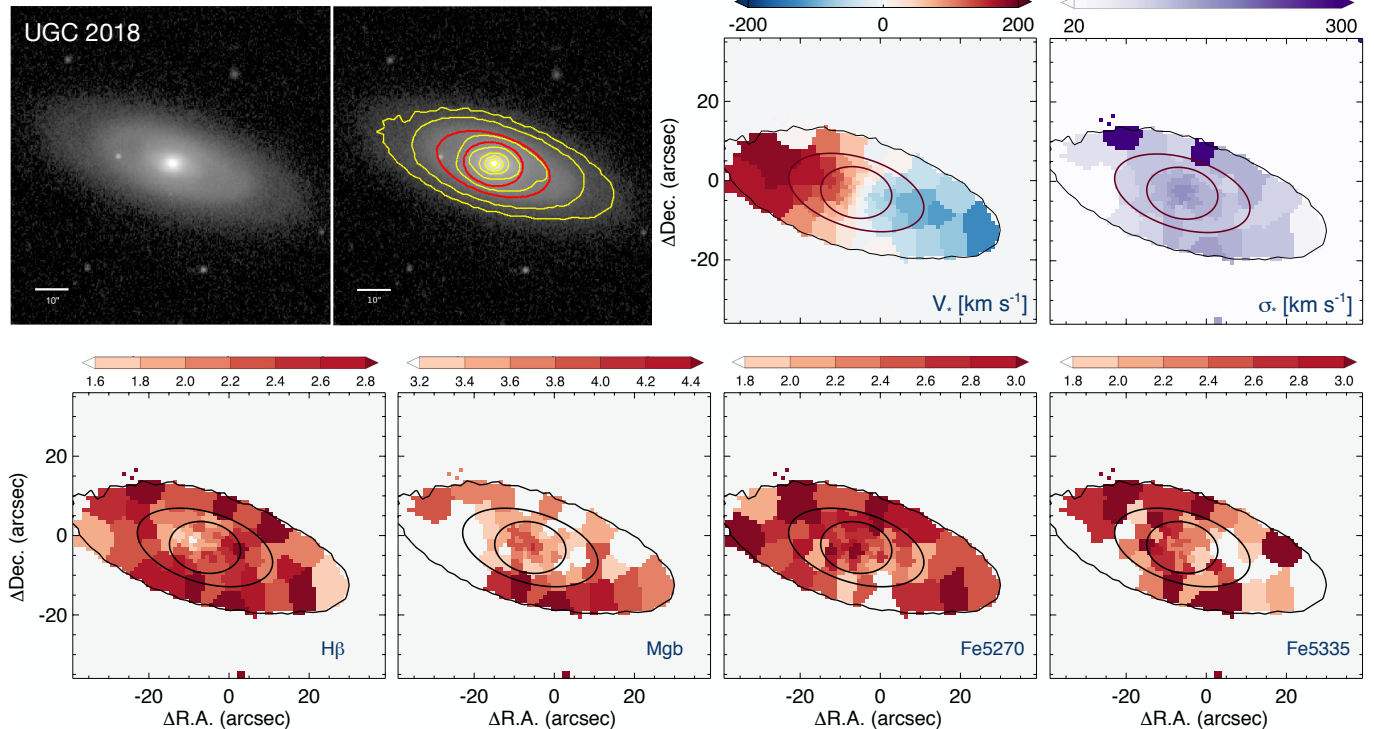 UGC 2018
10"
10"
-200 0 200
20 300
20
0
-20
ΔDec. (arcsec)
V* [km s-1]
σ* [km s-1]
1.6 1.8 2.0 2.2 2.4 2.6 2.8
3.2 3.4 3.6 3.8 4.0 4.2 4.4
1.8 2.0 2.2 2.4 2.6 2.8 3.0
1.8 2.0 2.2 2.4 2.6 2.8 3.0
20
0
-20
ΔDec. (arcsec)
Hβ
Mgb
Fe5270
Fe5335
-20 0 20
-20 0 20
-20 0 20
-20 0 20
ΔR.A. (arcsec)
ΔR.A. (arcsec)
ΔR.A. (arcsec)
ΔR.A. (arcsec)